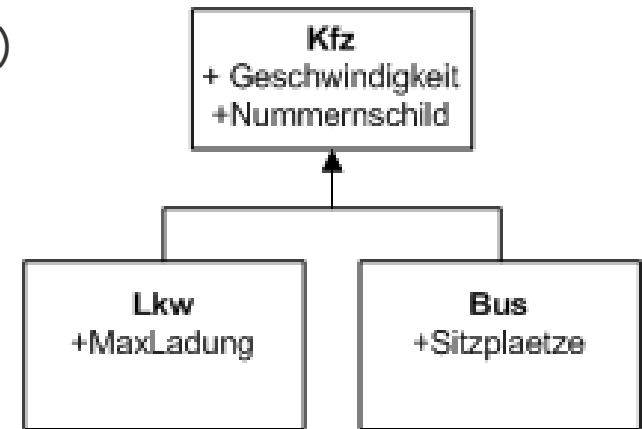 )
Kfz
+ Geschwindigkeit
+Nummernschild
Lkw
+MaxLadung
Bus
+Sitzplaetze